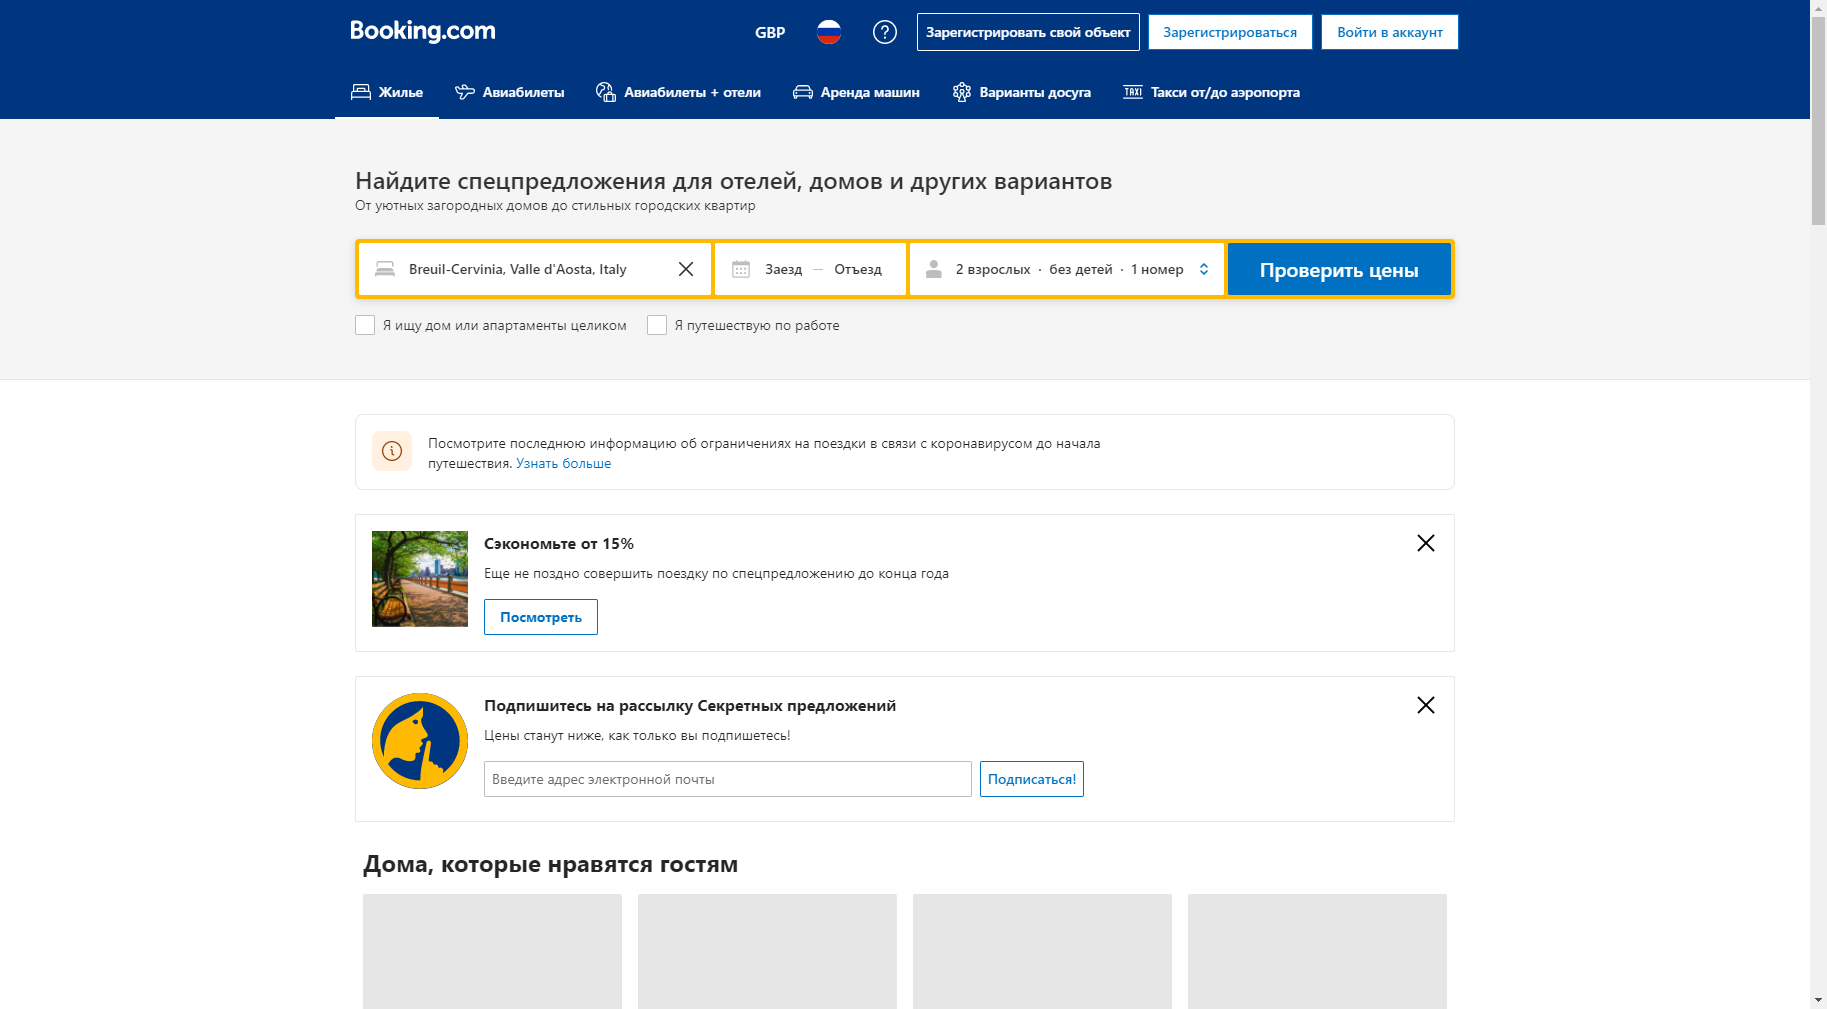 Booking.com
GBP
?
Зарегистрировать свой объект
Зарегистрироваться
Войти в аккаунт
Жилье
Авиабилеты
Авиабилеты + отели
Аренда машин
Варианты досуга
TAXI
Такси от/до аэропорта
Найдите спецпредложения для отелей, домов и других вариантов
От уютных загородных домов до стильных городских квартир
Breuil-Cervinia, Valle d'Aosta, Italy
Заезд — Отъезд
2 взрослых · без детей · 1 номер
Проверить цены
Я ищу дом или апартаменты целиком
Я путешествую по работе
Посмотрите последнюю информацию об ограничениях на поездки в связи с коронавирусом до начала
путешествия. Узнать больше
Сэкономьте от 15%
Еще не поздно совершить поездку по спецпредложению до конца года
Посмотреть
Подпишитесь на рассылку Секретных предложений
Цены станут ниже, как только вы подпишетесь!
Введите адрес электронной почты
Подписаться!
Дома, которые нравятся гостям